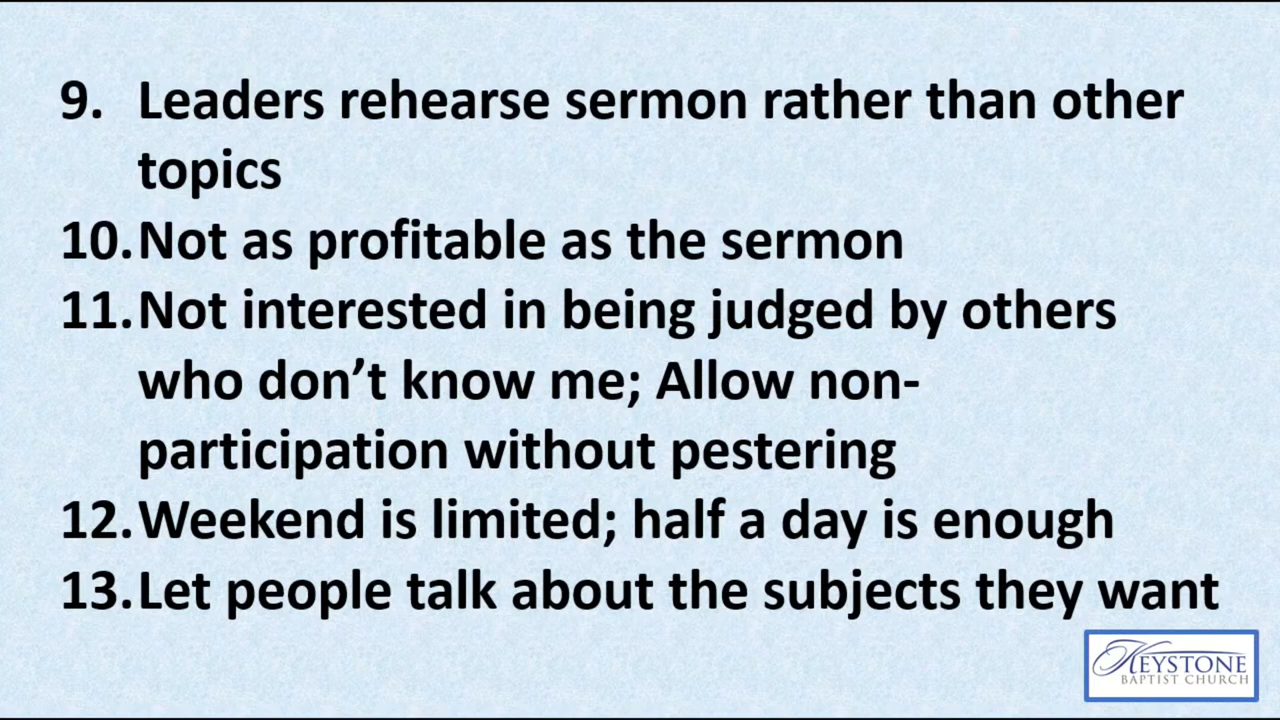 9. Leaders rehearse sermon rather than other
topics
10. Not as profitable as the sermon
11. Not interested in being judged by others
who don’t know me; Allow non-
participation without pestering
12. Weekend is limited; half a day is enough
13. Let people talk about the subjects they want
KEYSTONE
BAPTIST CHURCH